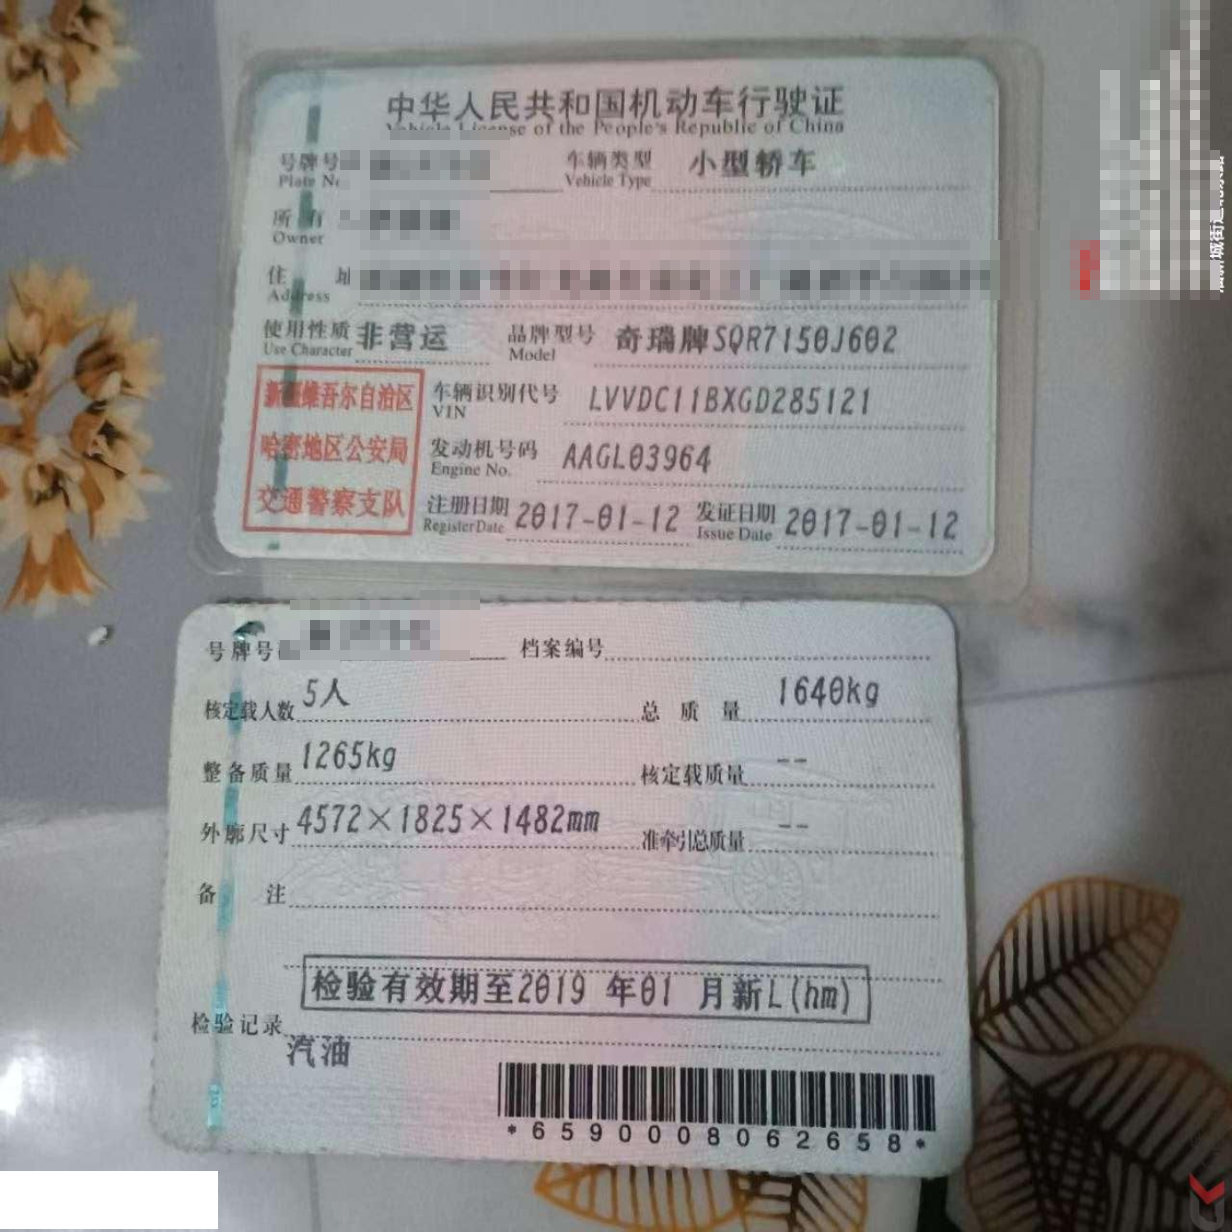 中华人民共和国机动车行驶证
Vehicle License of the People's Republic of China
号牌号 车辆类型 小型轿车
Plate No. Vehicle Type
所有
Owner
住 址
Address
使用性质 非营运 品牌型号 奇瑞牌SQR7150J602
Use Character Model
新疆维吾尔自治区
哈密地区公安局
交通警察支队
车辆识别代号 LVVDC11BXGD285121
VIN
发动机号码 AAGL03964
Engine No.
注册日期 2017-01-12 发证日期 2017-01-12
Register Date Issue Date
号牌号 档案编号
核定载人数 5人 总质量 1640kg
整备质量 1265kg 核定载质量 --
外廓尺寸 4572×1825×1482mm 准牵引总质量 --
备 注
检验有效期至2019 年01 月新L(hm)
检验记录
汽油
*6590008062658*